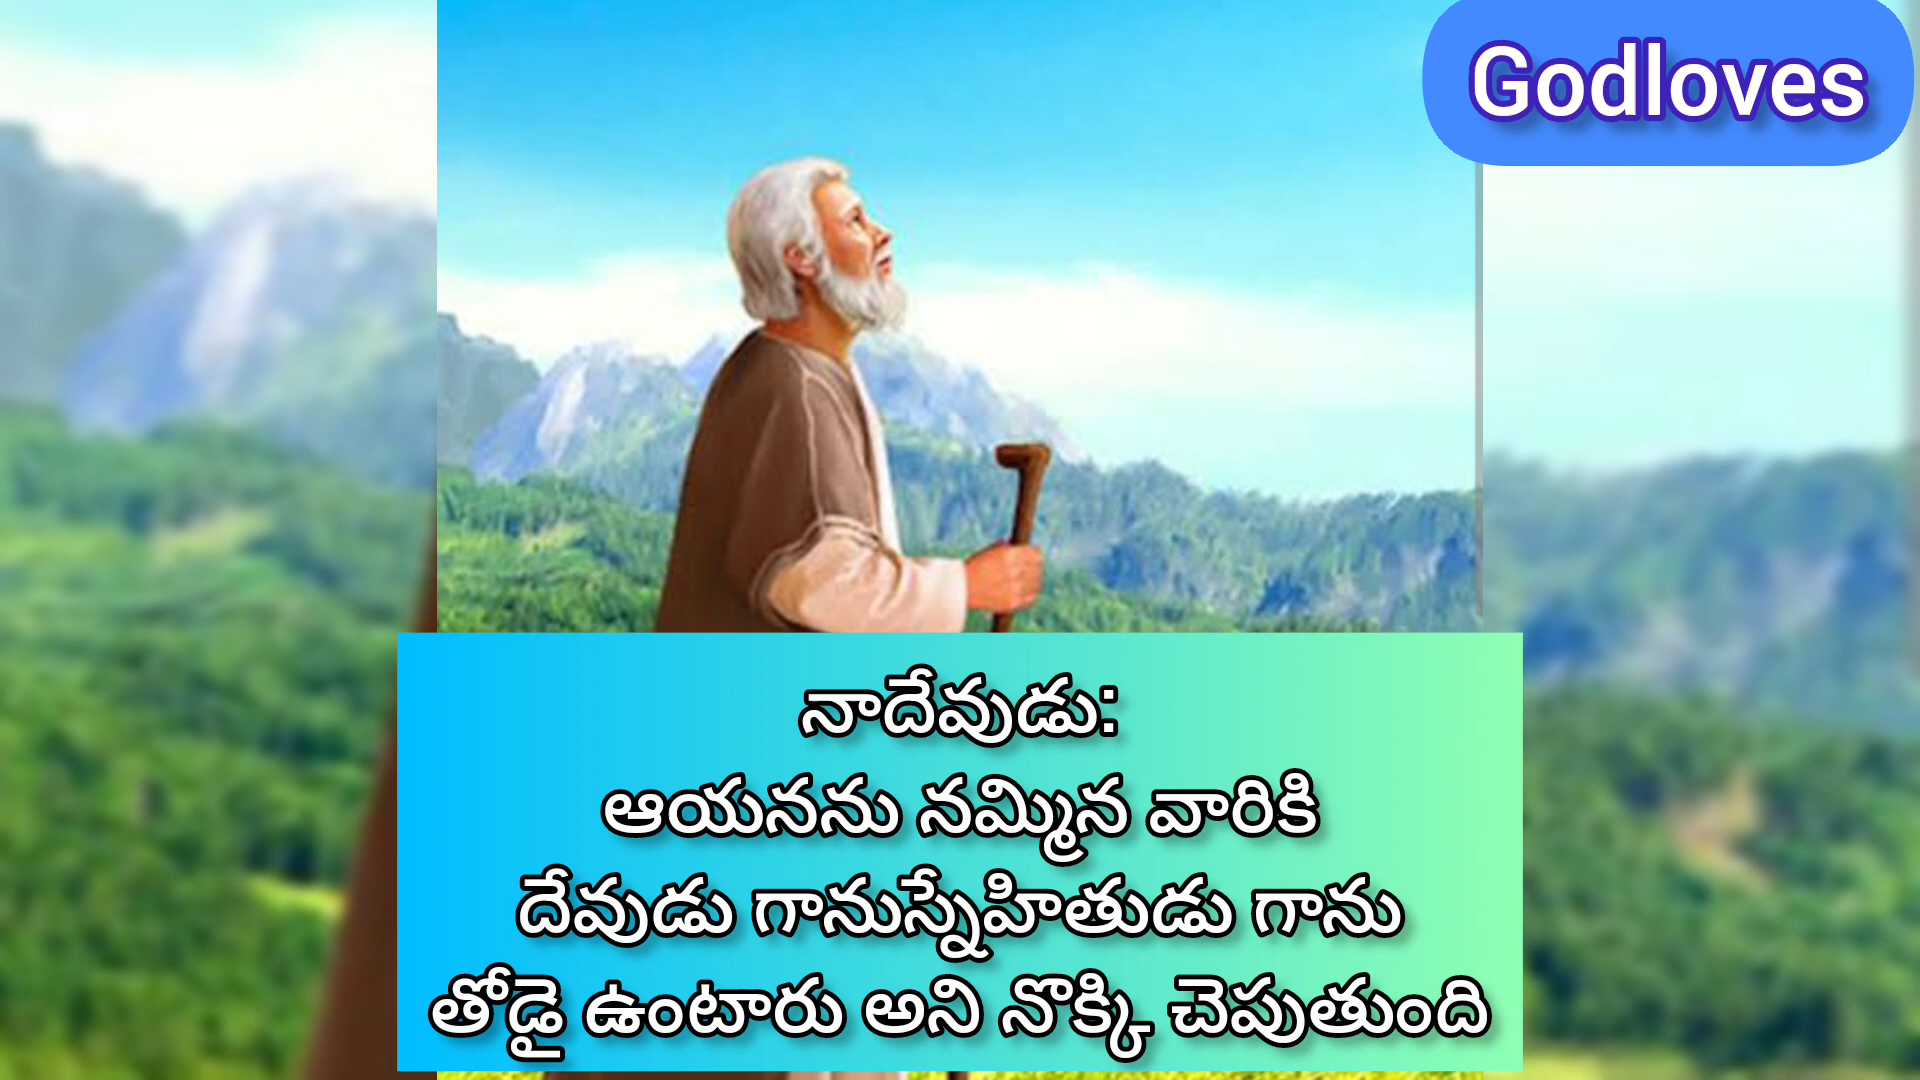 Godloves
నాదేవుడు:
ఆయనను నమ్మిన వారికి
దేవుడు గానుస్నేహితుడు గాను
తోడై ఉంటారు అని నొక్కి చెపుతుంది